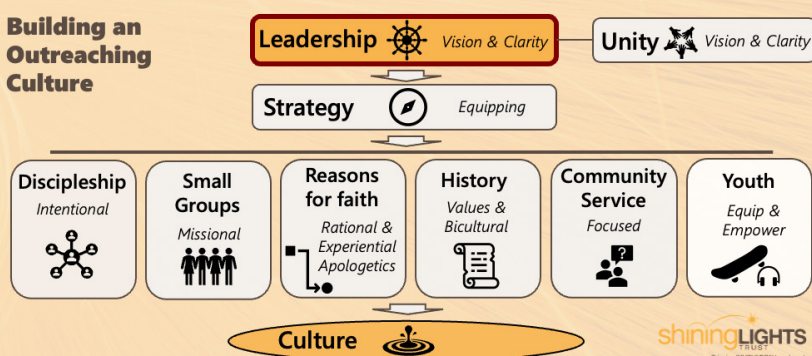 Building an
Outreaching
Culture
Leadership Vision & Clarity
Unity Vision & Clarity
Strategy Equipping
Discipleship
Intentional
Small
Groups
Missional
Reasons
for faith
Rational &
Experiential
Apologetics
History
Values &
Bicultural
Community
Service
Focused
?
Youth
Equip &
Empower
Culture
shiningLIGHTS
TRUST